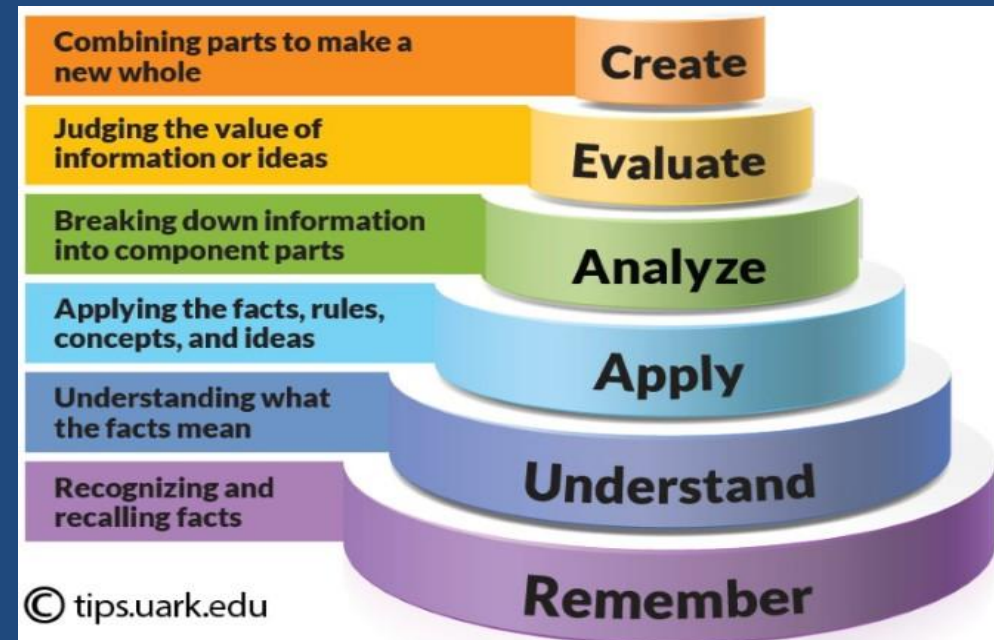 Combining parts to make a
new whole
Create
Judging the value of
information or ideas
Evaluate
Breaking down information
into component parts
Analyze
Applying the facts, rules,
concepts, and ideas
Apply
Understanding what
the facts mean
Understand
Recognizing and
recalling facts
Remember
© tips.uark.edu